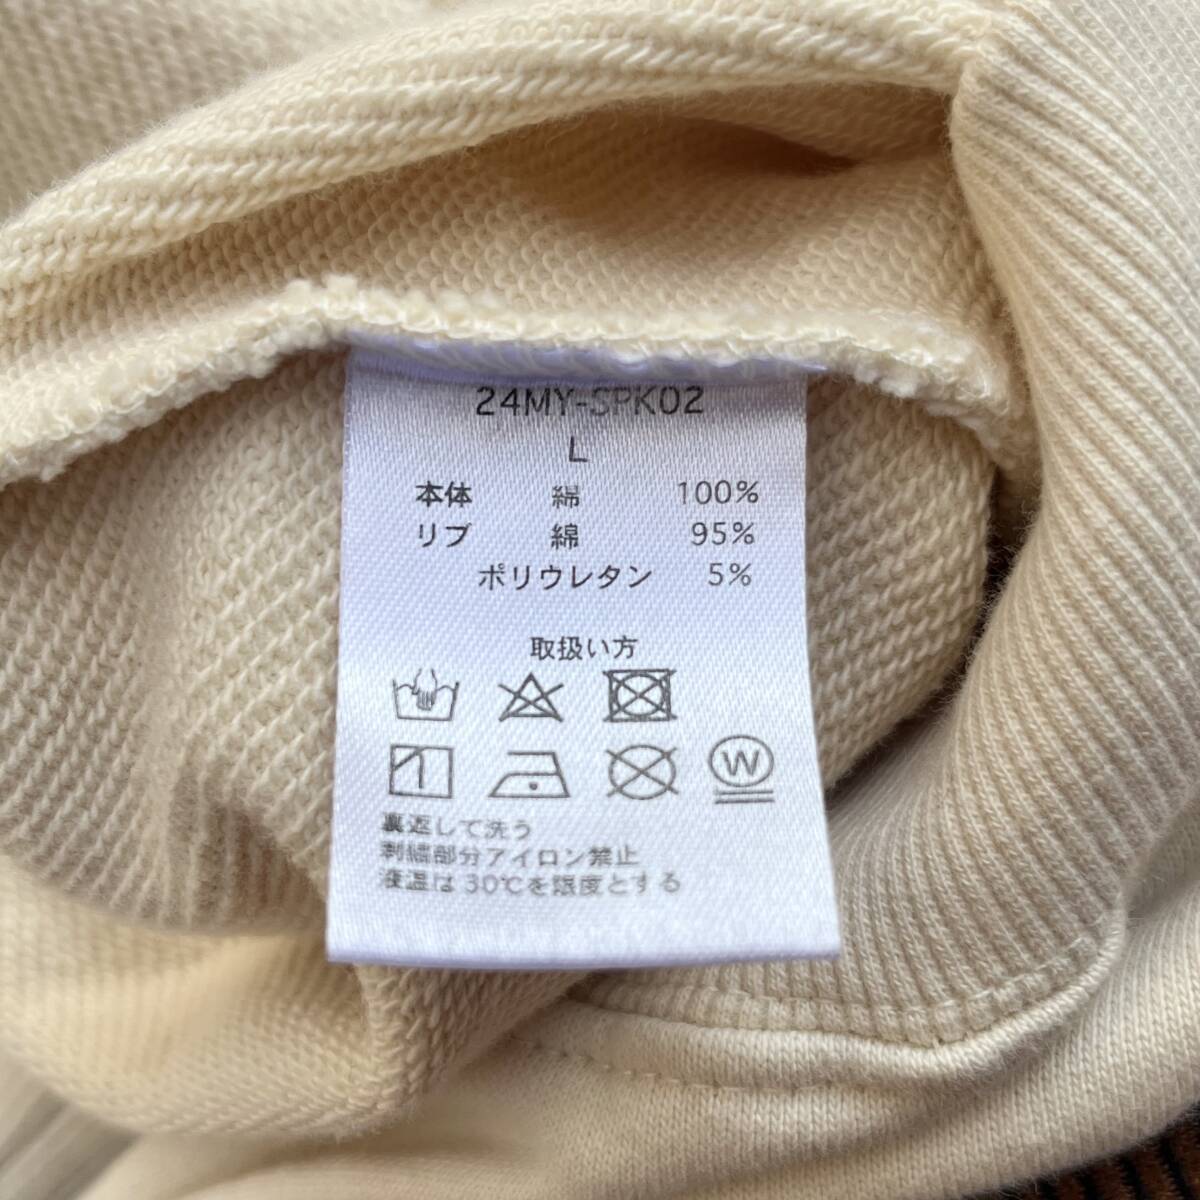 24MY-SPK02
L
本体 綿 100%
リブ 綿 95%
ポリウレタン 5%
取扱い方
W
裏返して洗う
刺繍部分アイロン禁止
液温は30℃を限度とする